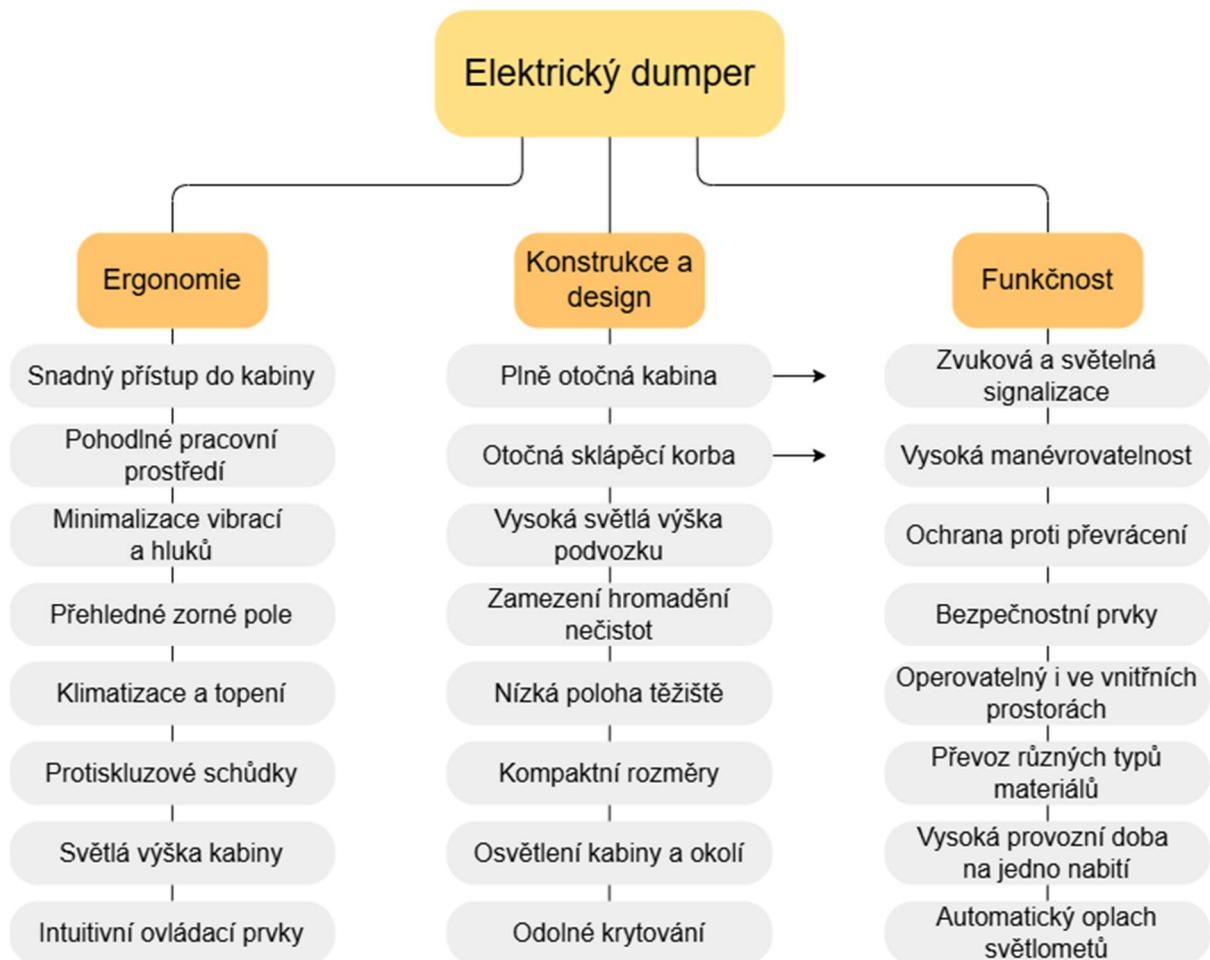 Elektrický dumper
Ergonomie
Snadný přístup do kabiny
Pohodlné pracovní
prostředí
Minimalizace vibrací
a hluků
Přehledné zorné pole
Klimatizace a topení
Protiskluzové schůdky
Světlá výška kabiny
Intuitivní ovládací prvky
Konstrukce a
design
Plně otočná kabina
Otočná sklápěcí korba
Vysoká světlá výška
podvozku
Zamezení hromadění
nečistot
Nízká poloha těžiště
Kompaktní rozměry
Osvětlení kabiny a okolí
Odolné krytování
Funkčnost
Zvuková a světelná
signalizace
Vysoká manévrovatelnost
Ochrana proti převrácení
Bezpečnostní prvky
Operovatelný i ve vnitřních
prostorách
Převoz různých typů
materiálů
Vysoká provozní doba
na jedno nabití
Automatický oplach
světlometů